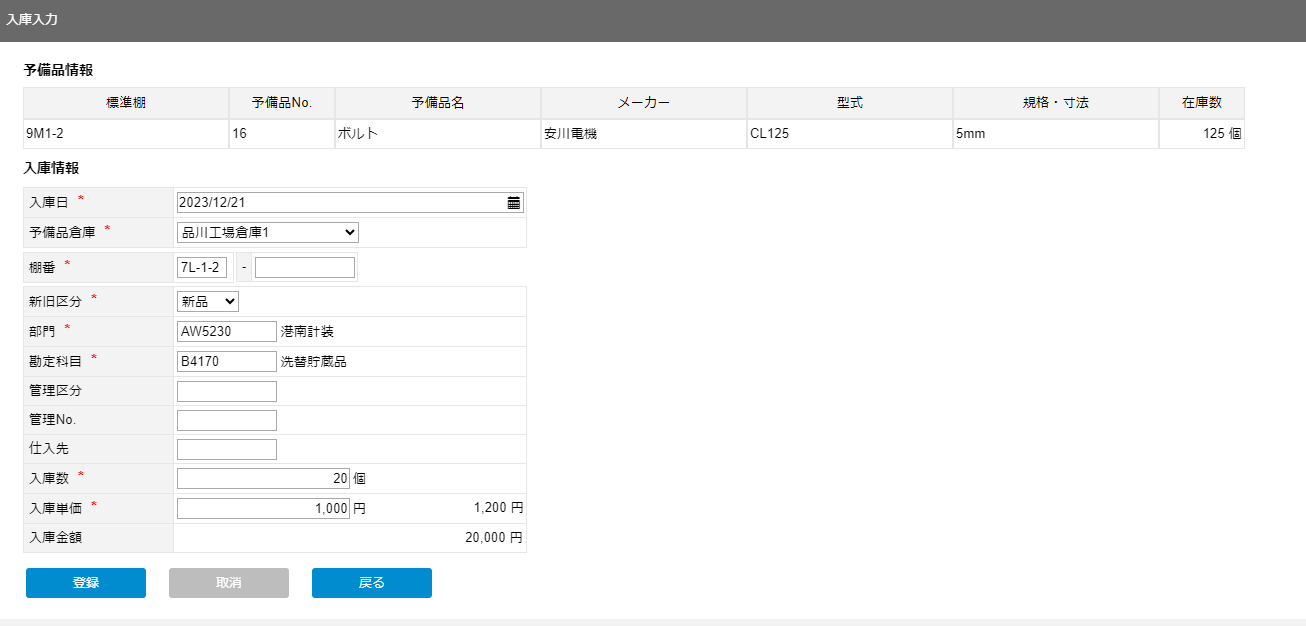 入庫入力
予備品情報
標準棚 予備品No. 予備品名 メーカー 型式 規格・寸法 在庫数
9M1-2 16 ボルト 安川電機 CL125 5mm 125 個
入庫情報
入庫日 * 2023/12/21
予備品倉庫 * 品川工場倉庫1
棚番 * 7L-1-2 -
新旧区分 * 新品
部門 * AW5230 港南計装
勘定科目 * B4170 洗替貯蔵品
管理区分
管理No.
仕入先
入庫数 * 20 個
入庫単価 * 1,000 円 1,200 円
入庫金額 20,000 円
登録 取消 戻る